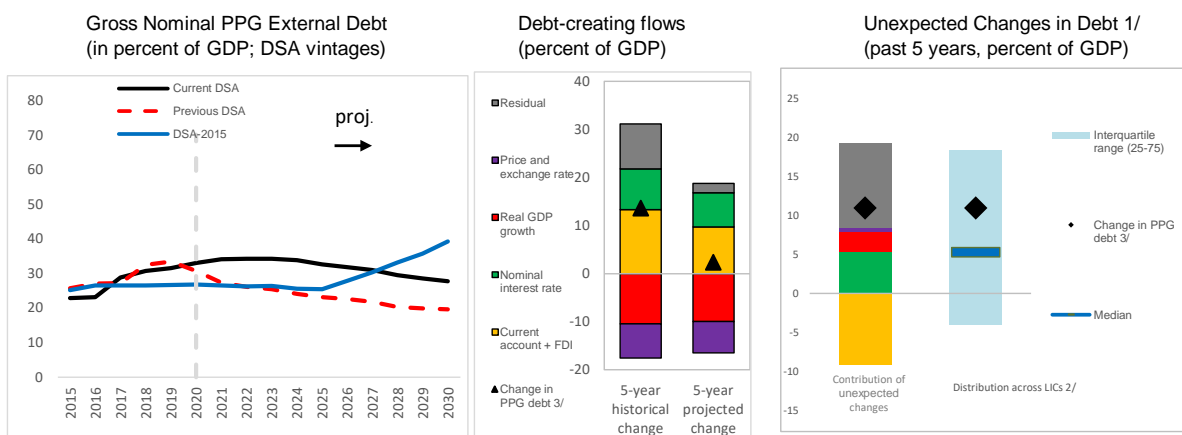 Gross Nominal PPG External Debt
(in percent of GDP; DSA vintages)
Current DSA
Previous DSA
DSA-2015
proj.
80
70
60
50
40
30
20
10
0
2015
2016
2017
2018
2019
2020
2021
2022
2023
2024
2025
2026
2027
2028
2029
2030
Debt-creating flows
(percent of GDP)
Residual
Price and
exchange rate
Real GDP
growth
Nominal
interest rate
Current
account + FDI
Change in
PPG debt 3/
40
30
20
10
0
-10
-20
5-year
historical
change
5-year
projected
change
Unexpected Changes in Debt 1/
(past 5 years, percent of GDP)
25
20
15
10
5
0
-5
-10
-15
Contribution of
unexpected
changes
Distribution across LICs 2/
Interquartile
range (25-75)
Change in PPG
debt 3/
Median